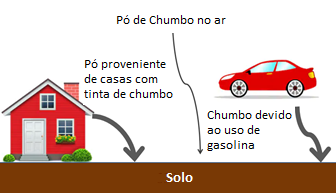 Pó de Chumbo no ar
Pó proveniente
de casas com
tinta de chumbo
Chumbo devido
ao uso de
gasolina
Solo